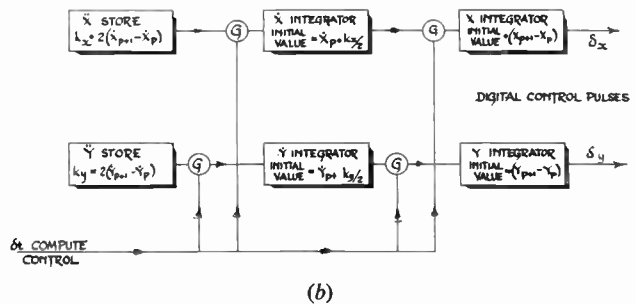 Ẍ STORE
kₓ = 2(Ẋₚ₊₁-Ẋₚ)
G
Ẋ INTEGRATOR
INITIAL
VALUE = Ẋₚ+ kₓ/₂
G
X INTEGRATOR
INITIAL
VALUE =(Xₚ₊₁-Xₚ)
δx
DIGITAL CONTROL PULSES
Ÿ STORE
ky = 2(Ẏₚ₊₁-Ẏₚ)
G
Ẏ INTEGRATOR
INITIAL
VALUE = Ẏₚ+ ky/₂
G
Y INTEGRATOR
INITIAL
VALUE =(Yₚ₊₁-Yₚ)
δy
δt COMPUTE
CONTROL
(b)